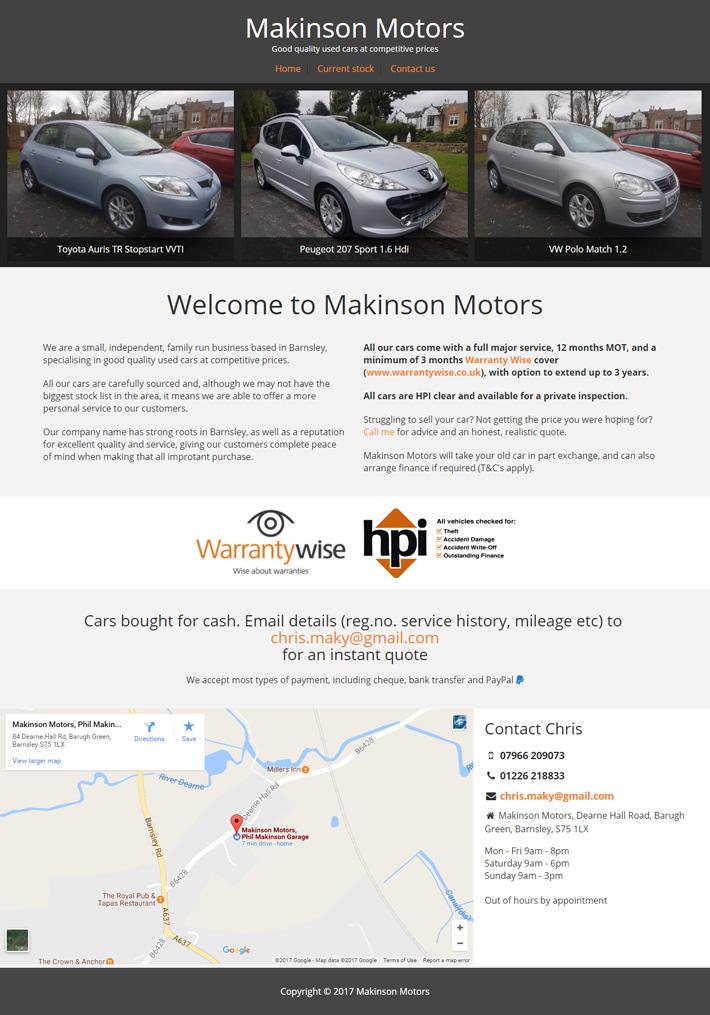 Makinson Motors
Good quality used cars at competitive prices
Home
Current stock
Contact us
Toyota Auris TR Stopstart VVTI
Peugeot 207 Sport 1.6 Hdi
VW Polo Match 1.2
Welcome to Makinson Motors
We are a small, independent, family run business based in Barnsley,
specialising in good quality used cars at competitive prices.
All our cars are carefully sourced and, although we may not have the
biggest stock list in the area, it means we are able to offer a more
personal service to our customers.
Our company name has strong roots in Barnsley, as well as a reputation
for excellent quality and service, giving our customers complete peace
of mind when making that all improtant purchase.
All our cars come with a full major service, 12 months MOT, and a
minimum of 3 months Warranty Wise cover
(www.warrantywise.co.uk), with option to extend up to 3 years.
All cars are HPI clear and available for a private inspection.
Struggling to sell your car? Not getting the price you were hoping for?
Call me for advice and an honest, realistic quote.
Makinson Motors will take your old car in part exchange, and can also
arrange finance if required (T&C's apply).
Warrantywise
Wise about warranties
hpi
All vehicles checked for:
Theft
Accident Damage
Accident Write-Off
Outstanding Finance
Cars bought for cash. Email details (reg.no. service history, mileage etc) to
chris.maky@gmail.com
for an instant quote
We accept most types of payment, including cheque, bank transfer and PayPal
Makinson Motors, Phil Makin...
84 Dearne Hall Rd, Barugh Green,
Barnsley S75 1LX
Directions
Save
View larger map
River Dearne
Millers Inn
B6428
Dearne Hall Rd
Barnsley Rd
Makinson Motors,
Phil Makinson Garage
7 min drive - home
B6428
The Royal Pub &
Tapas Restaurant
A637
A637
B6428
The Crown & Anchor
Google
©2017 Google - Map data ©2017 Google
Terms of Use
Report a map error
Contact Chris
07966 209073
01226 218833
chris.maky@gmail.com
Makinson Motors, Dearne Hall Road, Barugh
Green, Barnsley, S75 1LX
Mon - Fri 9am - 8pm
Saturday 9am - 6pm
Sunday 9am - 3pm
Out of hours by appointment
Copyright © 2017 Makinson Motors